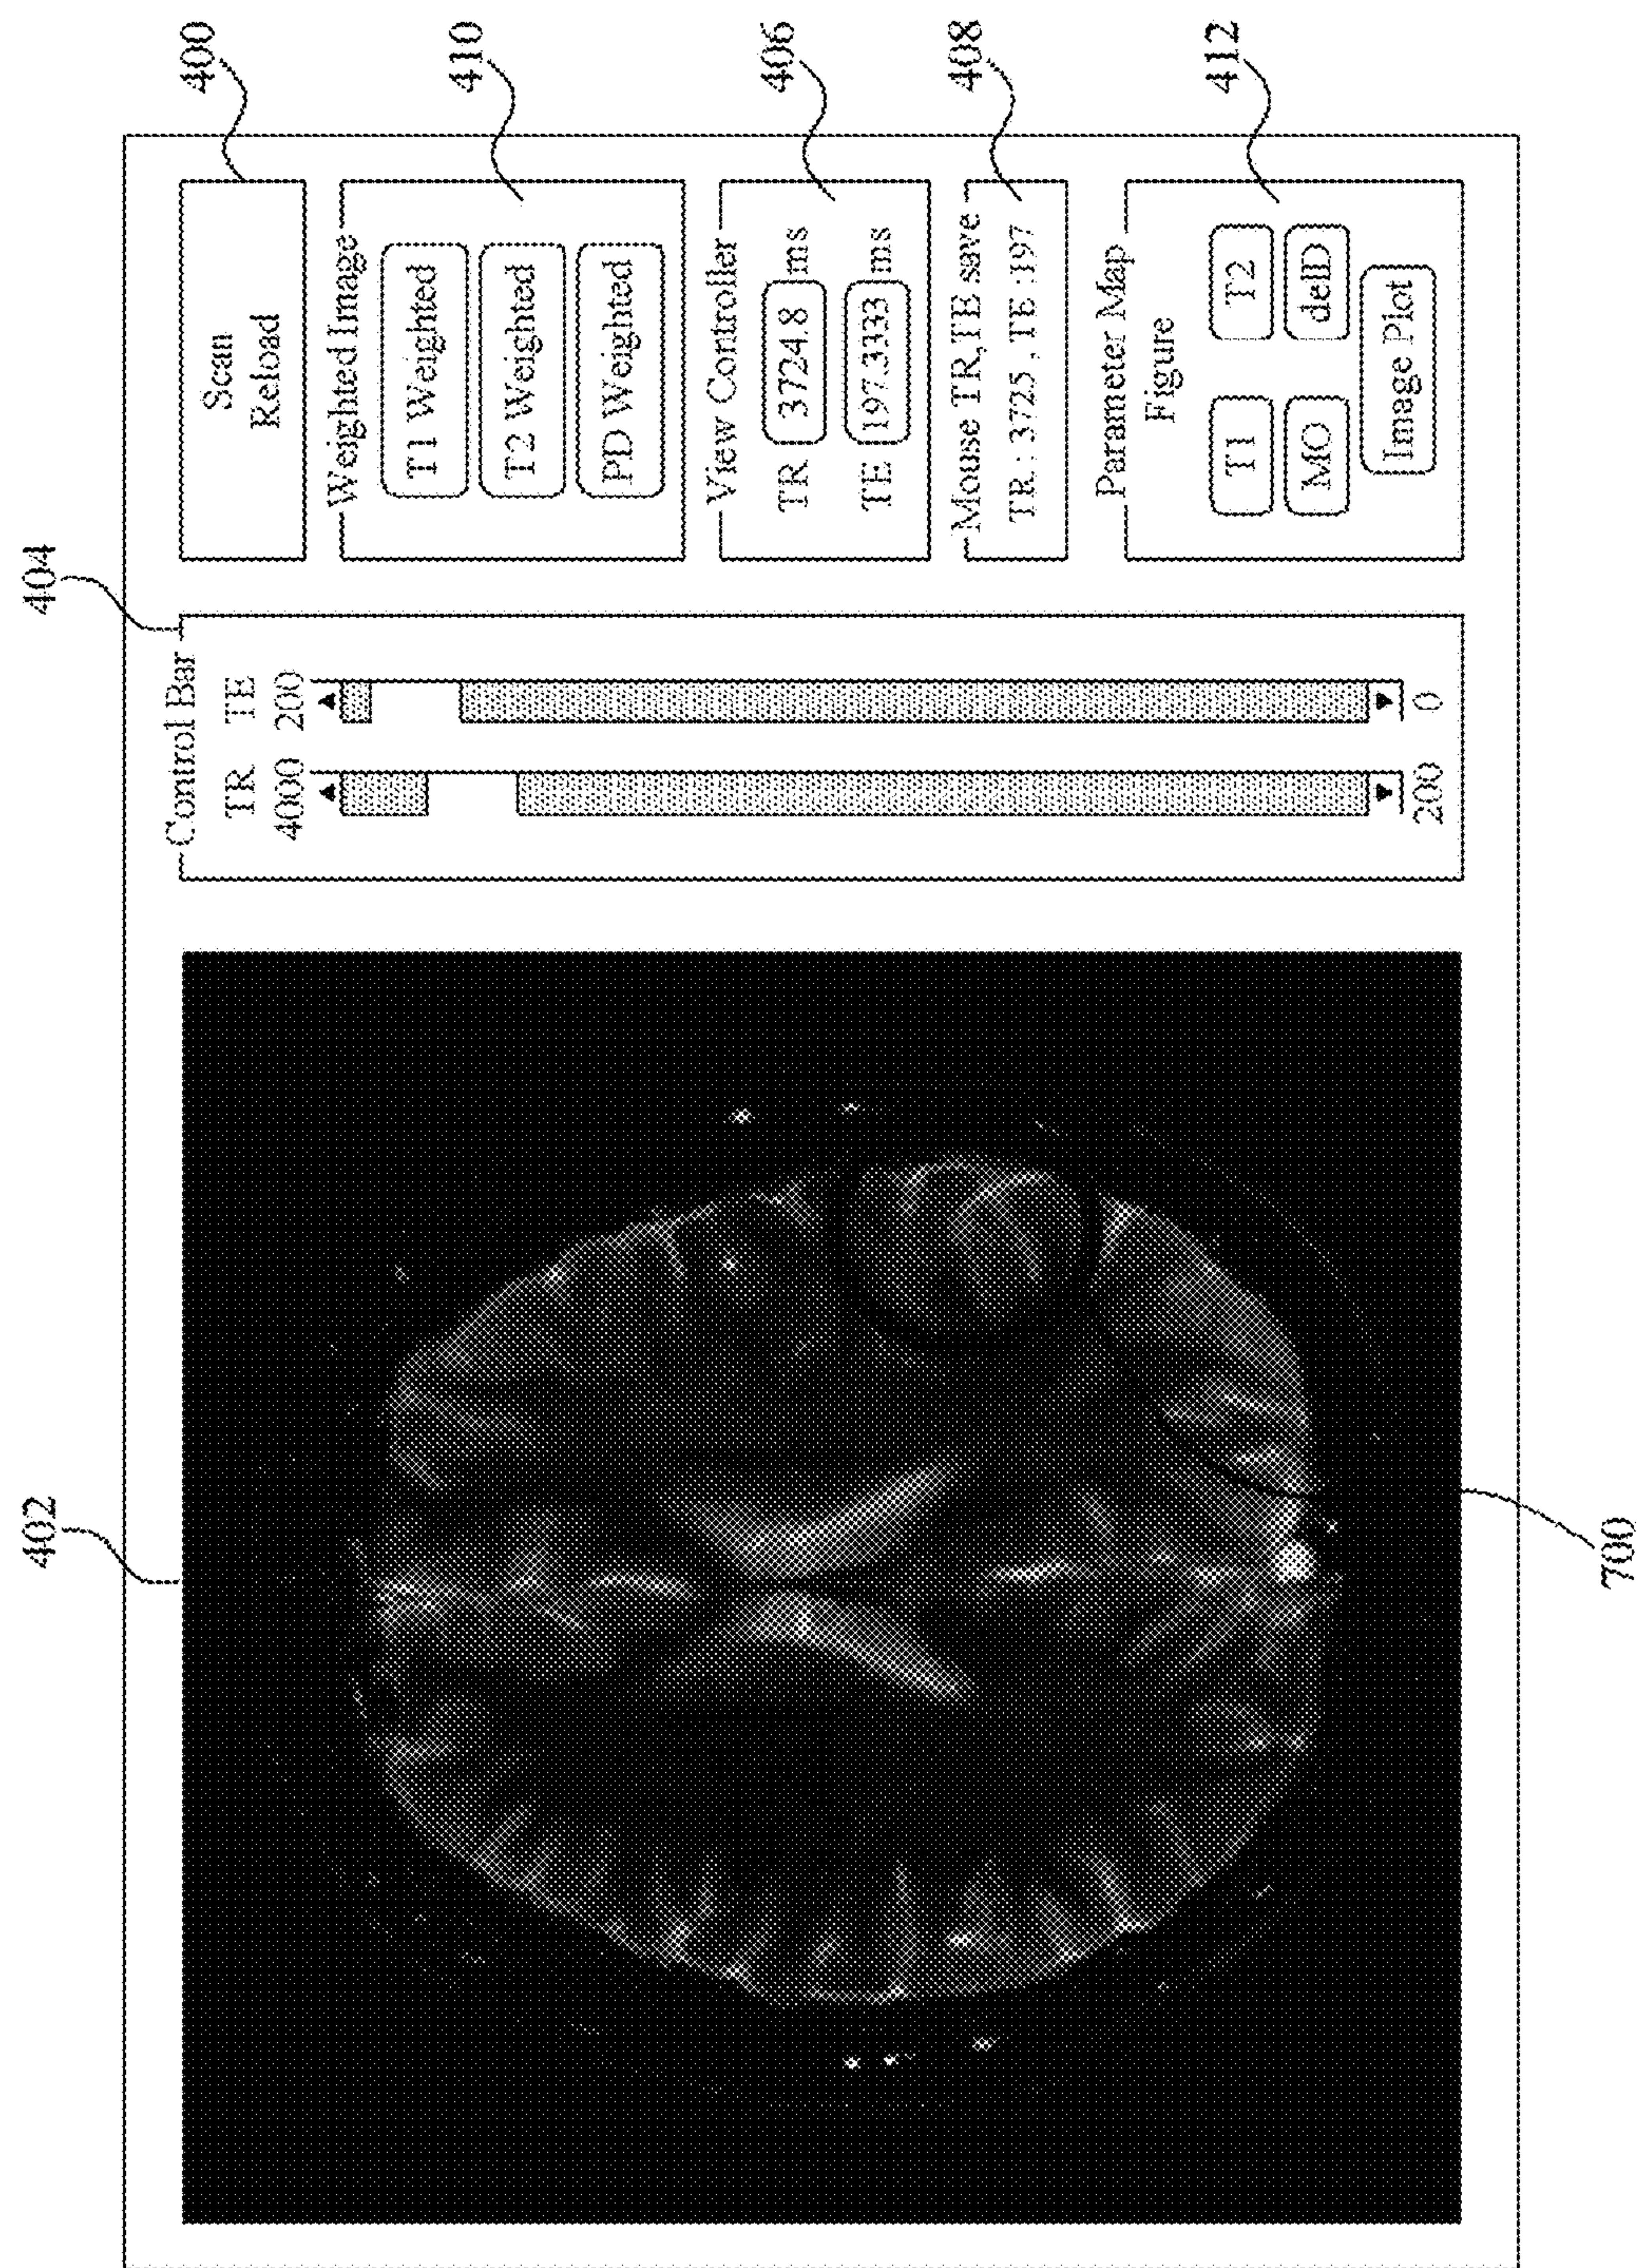 402
404
400
Scan
Reload
Control Bar
TR TE
4000 200
200 0
Weighted Image
T1 Weighted
T2 Weighted
PD Weighted
410
View Controller
TR 3724.8 ms
TE 197.3333 ms
406
Mouse TR,TE save
TR : 3725 , TE :197
408
Parameter Map
Figure
T1 T2
MO delD
Image Plot
412
700